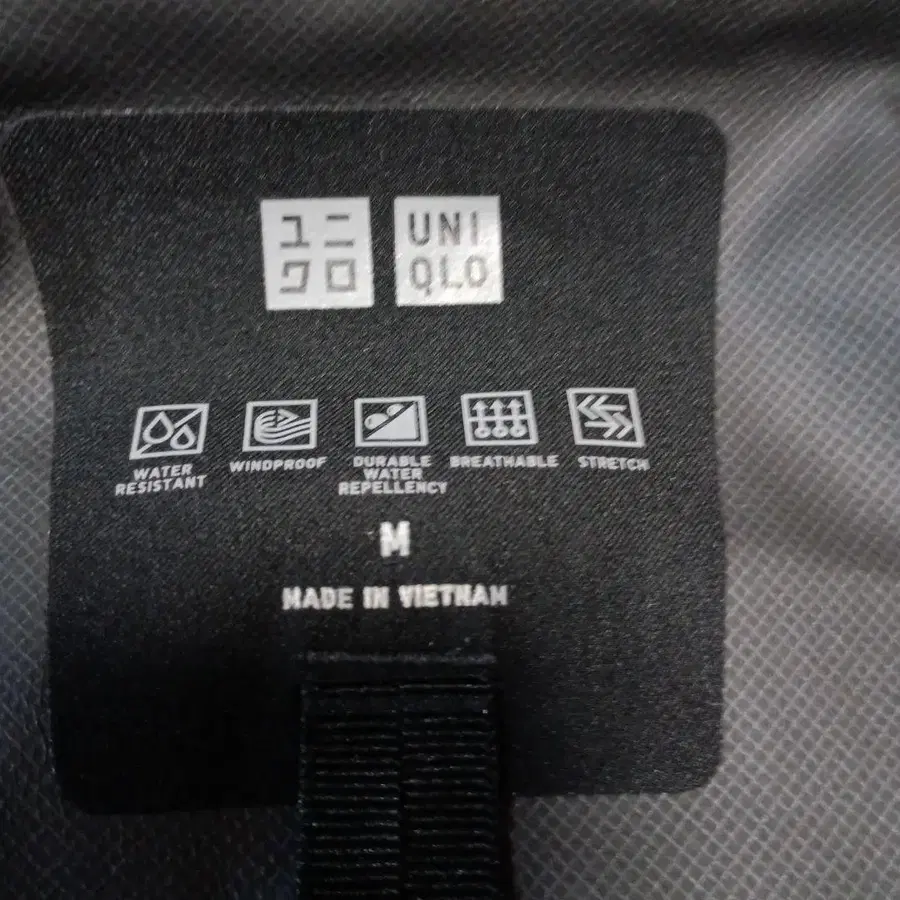 ユニ
クロ
UNI
QLO
WATER
RESISTANT
WINDPROOF
DURABLE
WATER
REPELLENCY
BREATHABLE
STRETCH
M
MADE IN VIETNAM